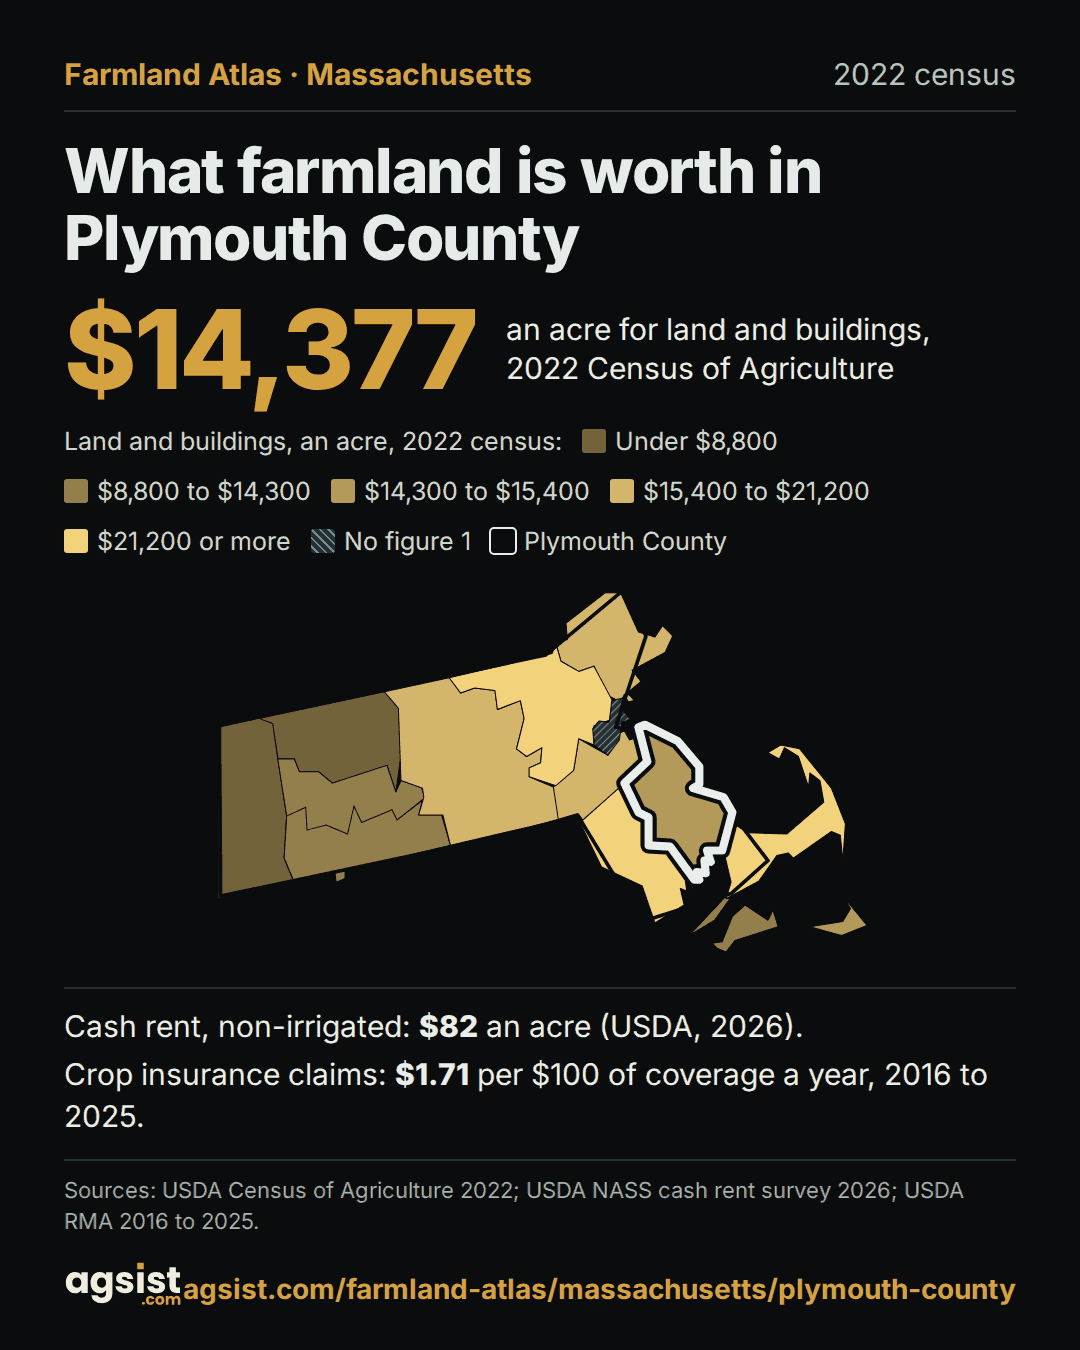 Farmland Atlas · Massachusetts
2022 census
What farmland is worth in
Plymouth County
$14,377
an acre for land and buildings,
2022 Census of Agriculture
Land and buildings, an acre, 2022 census: Under $8,800
$8,800 to $14,300 $14,300 to $15,400 $15,400 to $21,200
$21,200 or more No figure 1 Plymouth County
Cash rent, non-irrigated: $82 an acre (USDA, 2026).
Crop insurance claims: $1.71 per $100 of coverage a year, 2016 to
2025.
Sources: USDA Census of Agriculture 2022; USDA NASS cash rent survey 2026; USDA
RMA 2016 to 2025.
agsist.com
agsist.com/farmland-atlas/massachusetts/plymouth-county